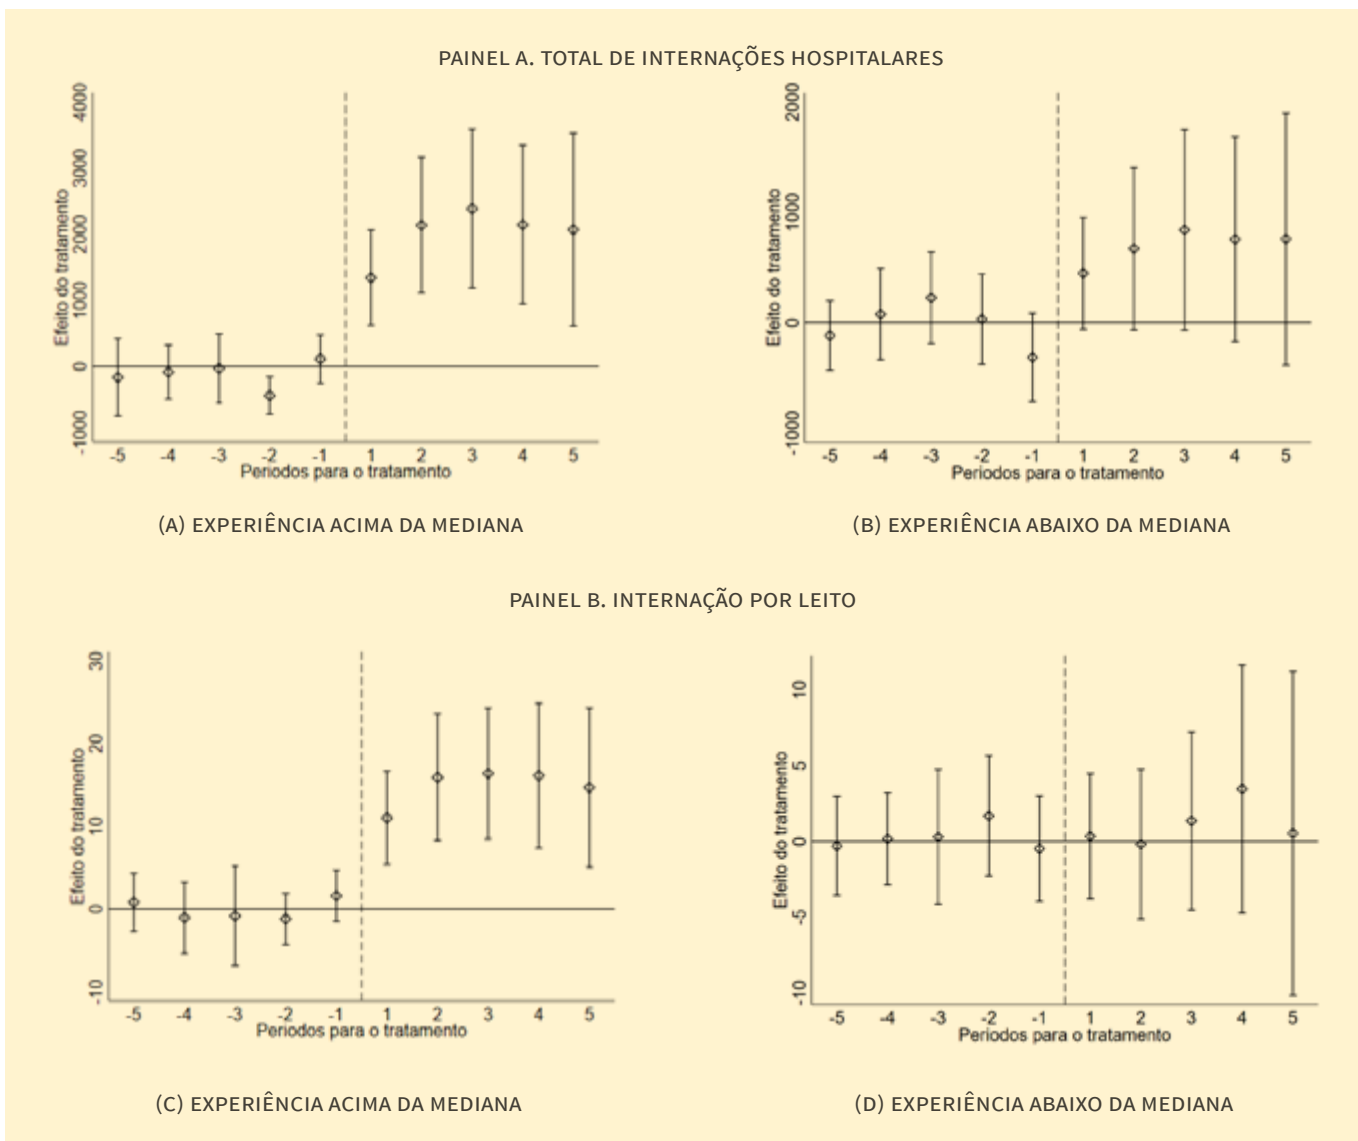 PAINEL A. TOTAL DE INTERNAÇÕES HOSPITALARES
Efeito do tratamento
4000
3000
2000
1000
0
-1000
-5 -4 -3 -2 -1 1 2 3 4 5
Periodos para o tratamento
(A) EXPERIÊNCIA ACIMA DA MEDIANA
Efeito do tratamento
2000
1000
0
-1000
-5 -4 -3 -2 -1 1 2 3 4 5
Periodos para o tratamento
(B) EXPERIÊNCIA ABAIXO DA MEDIANA
PAINEL B. INTERNAÇÃO POR LEITO
Efeito do tratamento
30
20
10
0
-10
-5 -4 -3 -2 -1 1 2 3 4 5
Periodos para o tratamento
(C) EXPERIÊNCIA ACIMA DA MEDIANA
Efeito do tratamento
10
5
0
-5
-10
-5 -4 -3 -2 -1 1 2 3 4 5
Periodos para o tratamento
(D) EXPERIÊNCIA ABAIXO DA MEDIANA